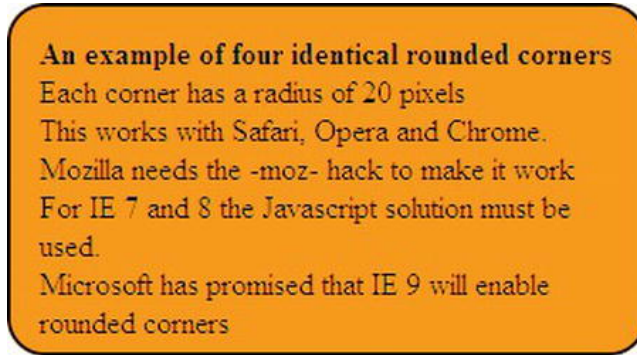 An example of four identical rounded corners
Each corner has a radius of 20 pixels
This works with Safari, Opera and Chrome.
Mozilla needs the -moz- hack to make it work
For IE 7 and 8 the Javascript solution must be
used.
Microsoft has promised that IE 9 will enable
rounded corners